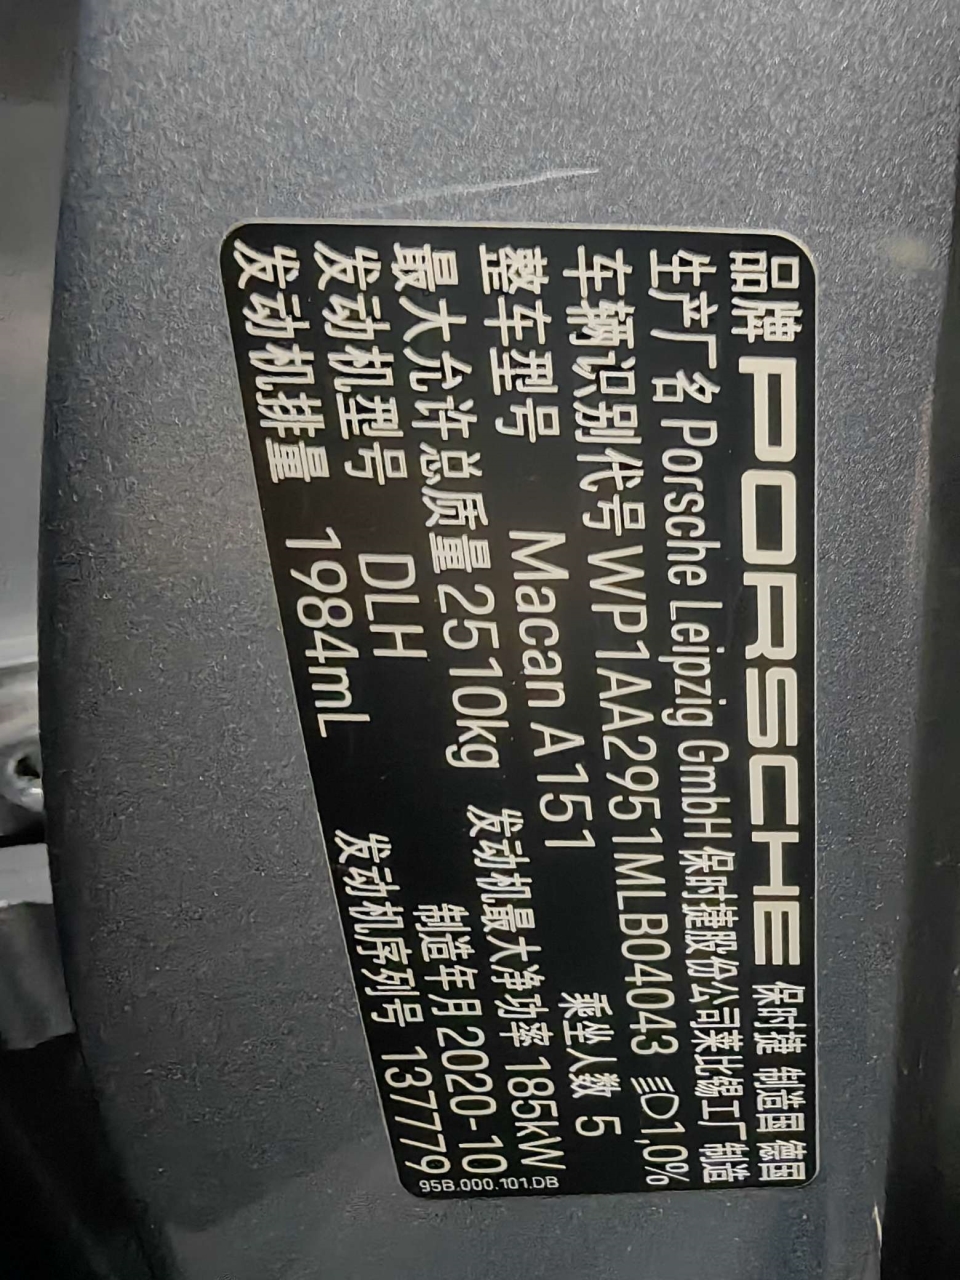 品牌 PORSCHE 保时捷 制造国 德国
生产厂名 Porsche Leipzig GmbH 保时捷股份公司莱比锡工厂 制造
车辆识别代号 WP1AA2951MLB04043 1,0%
整车型号 Macan A151 乘坐人数 5
最大允许总质量 2510kg 发动机最大净功率 185kW
发动机型号 DLH 制造年月 2020-10
发动机排量 1984mL 发动机序列号 137779
95B.000.101.DB